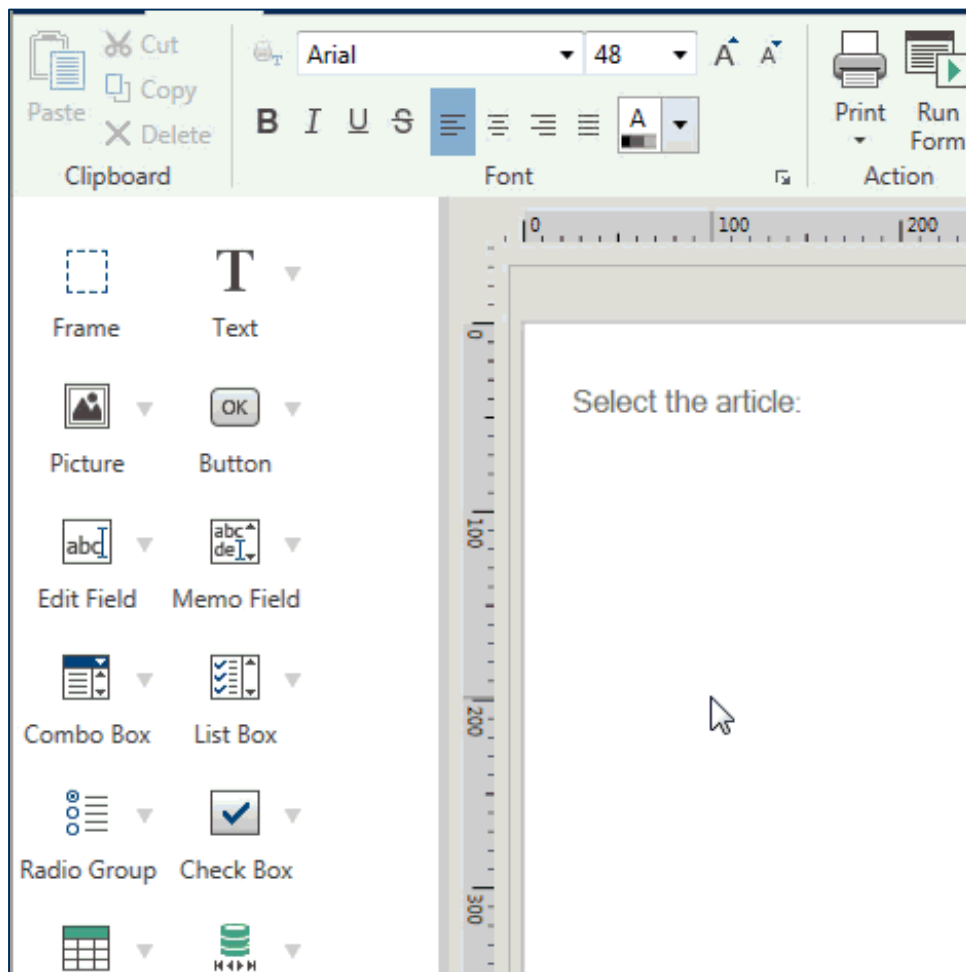 Cut
Copy
Paste
Delete
Clipboard
T
Arial
48
A
A
B I U S
A
Font
Print
Run
Form
Action
0
100
200
T
Frame
Text
OK
Picture
Button
abc
abc
de
Edit Field
Memo Field
Combo Box
List Box
Radio Group
Check Box
0
100
200
300
Select the article: